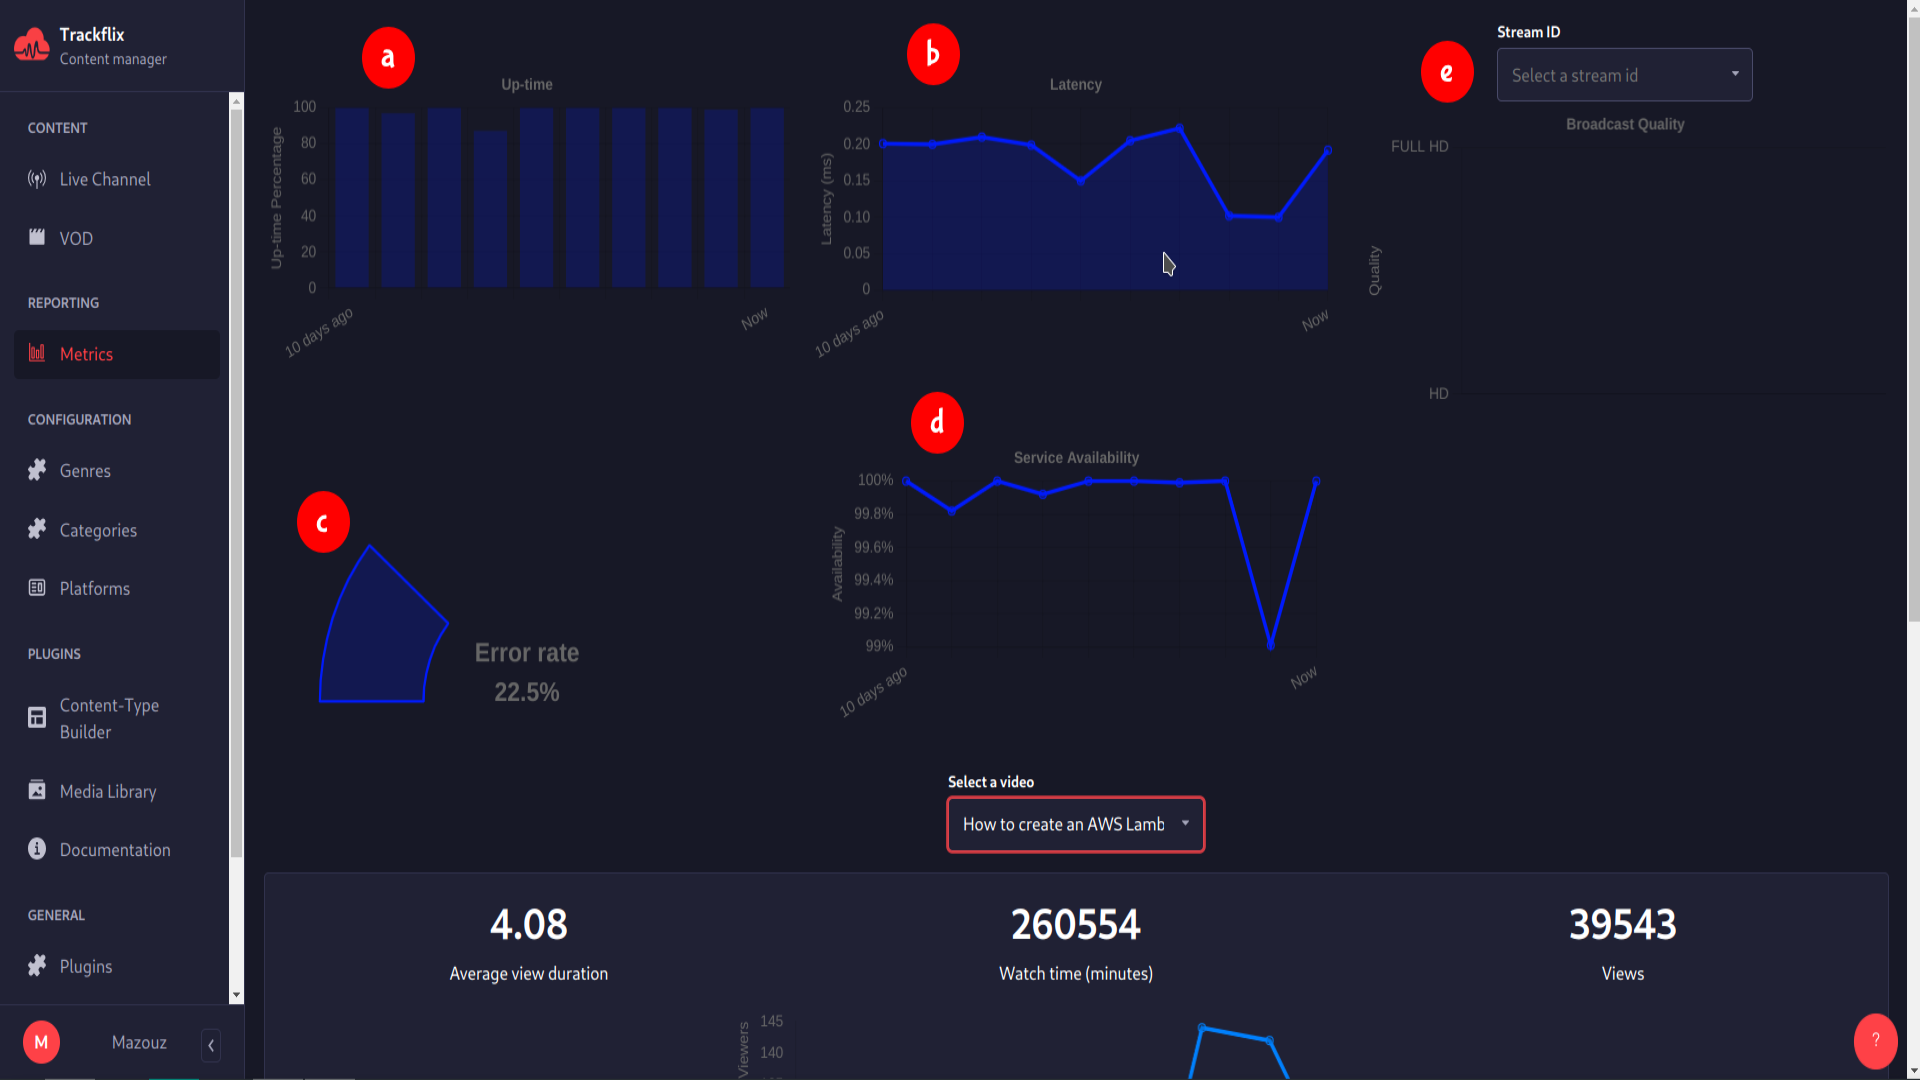 Trackflix
Content manager
CONTENT
Live Channel
VOD
REPORTING
Metrics
CONFIGURATION
Genres
Categories
Platforms
PLUGINS
Content-Type
Builder
Media Library
Documentation
GENERAL
Plugins
M
Mazouz
a
Up-time
Up-time Percentage
100
80
60
40
20
0
10 days ago
Now
b
Latency
Latency (ms)
0.25
0.20
0.15
0.10
0.05
0
10 days ago
Now
e
Stream ID
Select a stream id
Broadcast Quality
FULL HD
Quality
HD
c
Error rate
22.5%
d
Service Availability
Availability
100%
99.8%
99.6%
99.4%
99.2%
99%
10 days ago
Now
Select a video
How to create an AWS Lamb
4.08
Average view duration
260554
Watch time (minutes)
39543
Views
Viewers
145
140
?